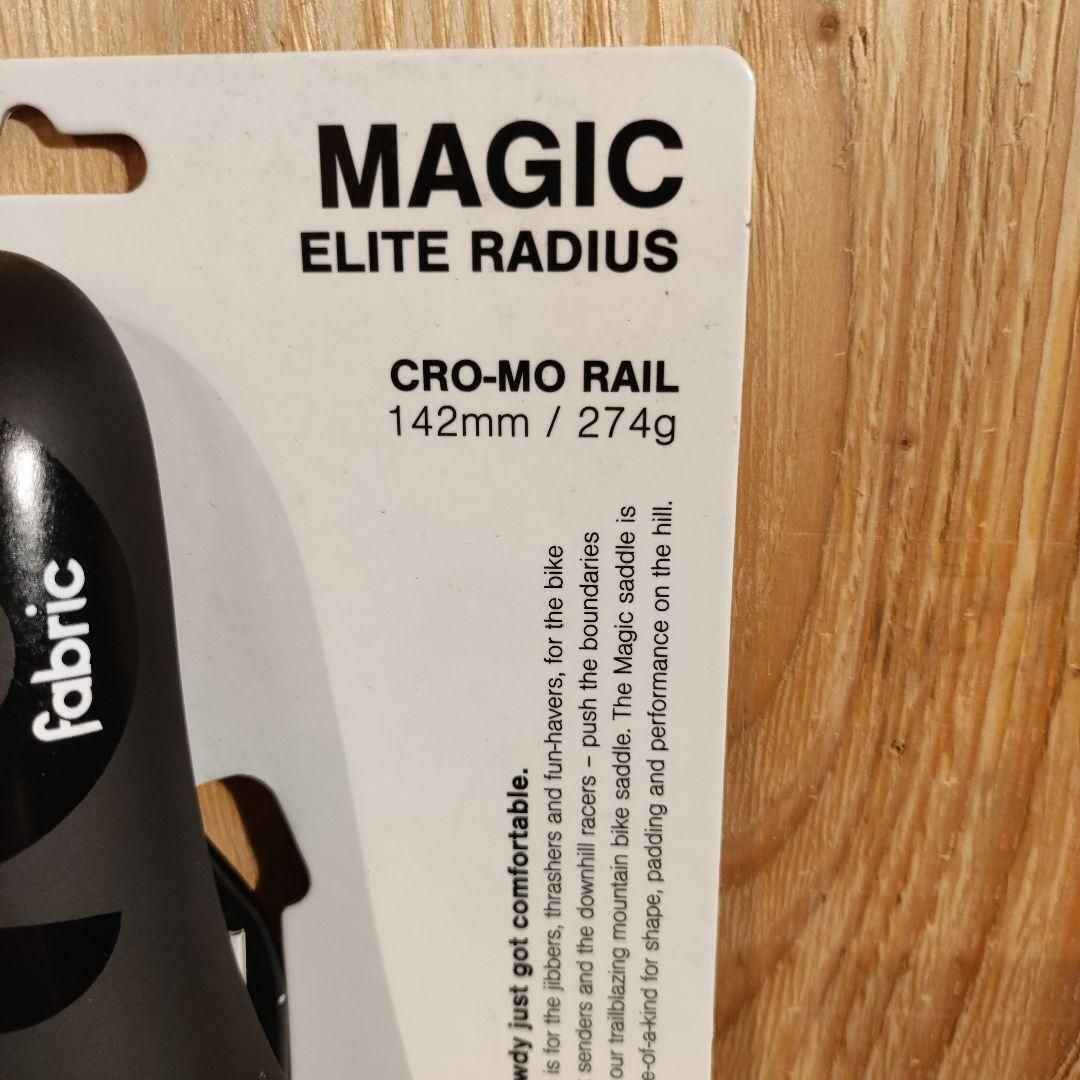 MAGIC
ELITE RADIUS
CRO-MO RAIL
142mm / 274g
fabric
just got comfortable.
is for the jibbers, thrashers and fun-havers, for the bike
senders and the downhill racers – push the boundaries
our trailblazing mountain bike saddle. The Magic saddle is
for shape, padding and performance on the hill.